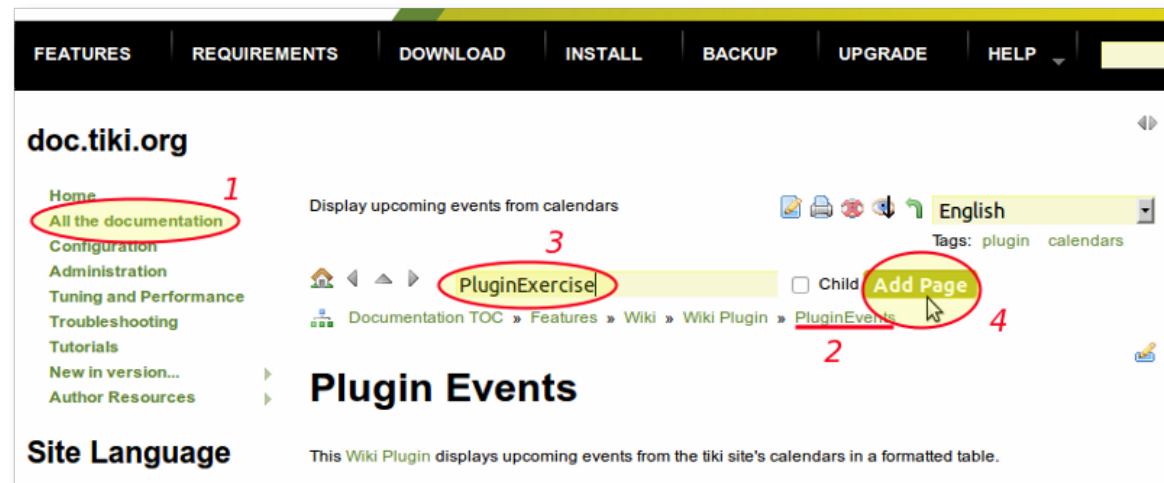 FEATURES REQUIREMENTS DOWNLOAD INSTALL BACKUP UPGRADE HELP
doc.tiki.org
1
Home
All the documentation
Configuration
Administration
Tuning and Performance
Troubleshooting
Tutorials
New in version...
Author Resources
Site Language
Display upcoming events from calendars
English
Tags: plugin calendars
3
PluginExercise
Child Add Page
4
Documentation TOC » Features » Wiki » Wiki Plugin » PluginEvents
2
Plugin Events
This Wiki Plugin displays upcoming events from the tiki site's calendars in a formatted table.